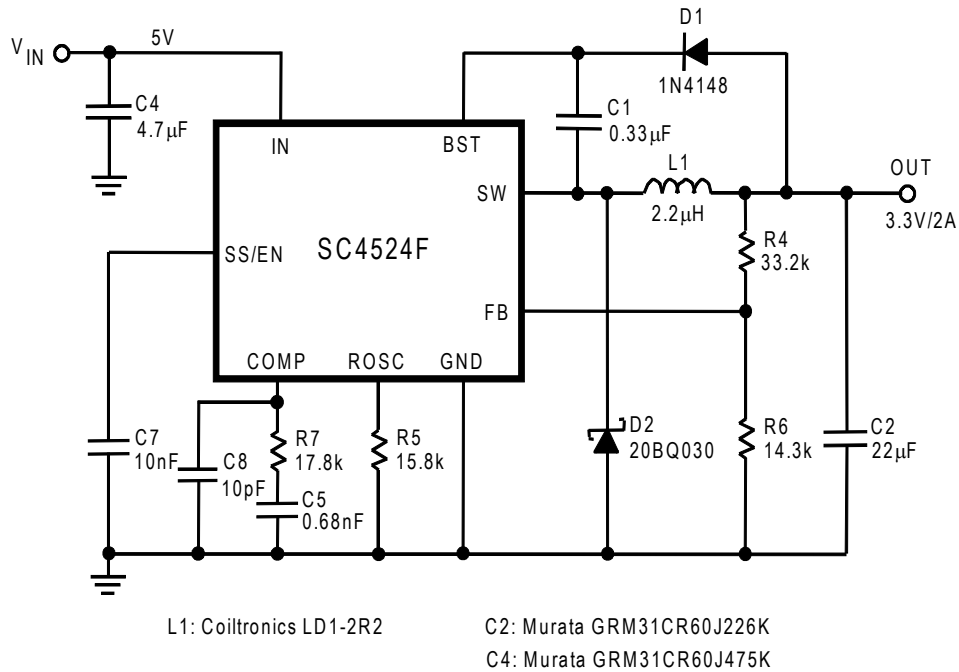 V IN
5V
C4
4.7µF
D1
1N4148
C1
0.33µF
IN
BST
SW
L1
2.2µH
OUT
3.3V/2A
SS/EN
SC4524F
R4
33.2k
FB
COMP
ROSC
GND
C7
10nF
C8
10pF
R7
17.8k
C5
0.68nF
R5
15.8k
D2
20BQ030
R6
14.3k
C2
22µF
L1: Coiltronics LD1-2R2
C2: Murata GRM31CR60J226K
C4: Murata GRM31CR60J475K